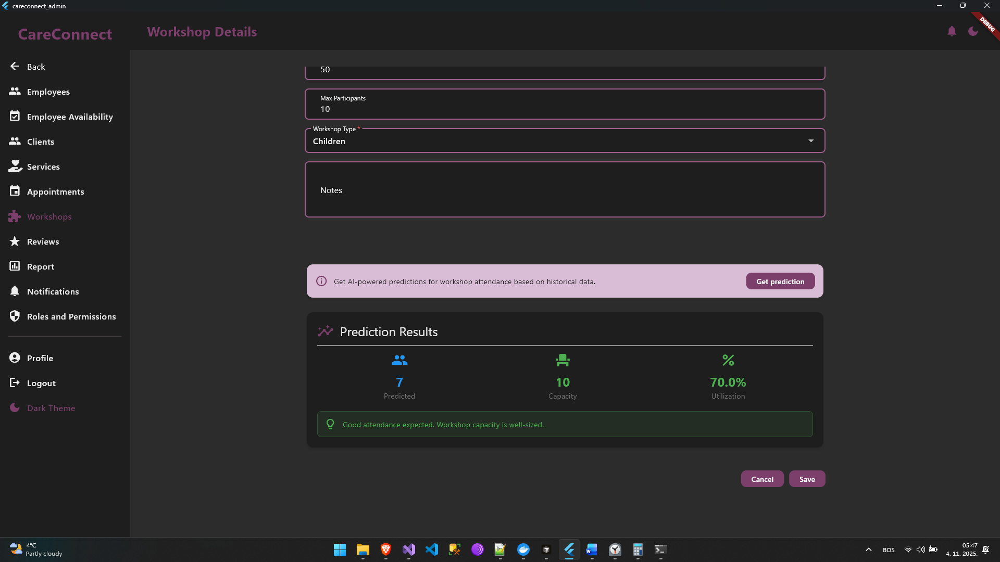 careconnect_admin
DEBUG
CareConnect
Workshop Details
Back
Employees
Employee Availability
Clients
Services
Appointments
Workshops
Reviews
Report
Notifications
Roles and Permissions
Profile
Logout
Dark Theme
50
Max Participants
10
Workshop Type *
Children
Notes
Get AI-powered predictions for workshop attendance based on historical data.
Get prediction
Prediction Results
7
10
70.0%
Predicted
Capacity
Utilization
Good attendance expected. Workshop capacity is well-sized.
Cancel
Save
4°C
Partly cloudy
BOS
05:47
4. 11. 2025.